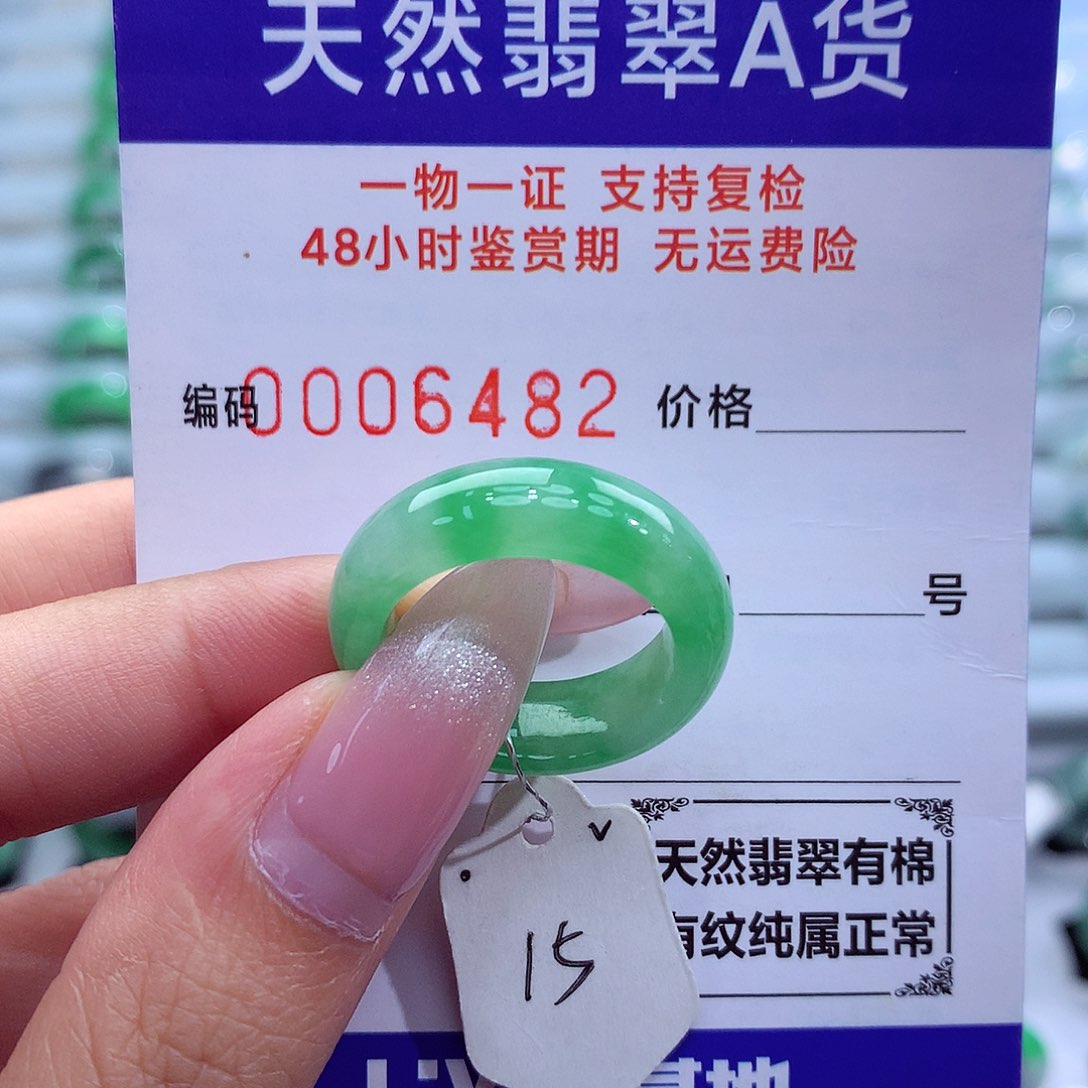 天然翡翠A货
一物一证 支持复检
48小时鉴赏期 无运费险
编码0006482 价格
号
天然翡翠有棉
有纹纯属正常
v
15
基地